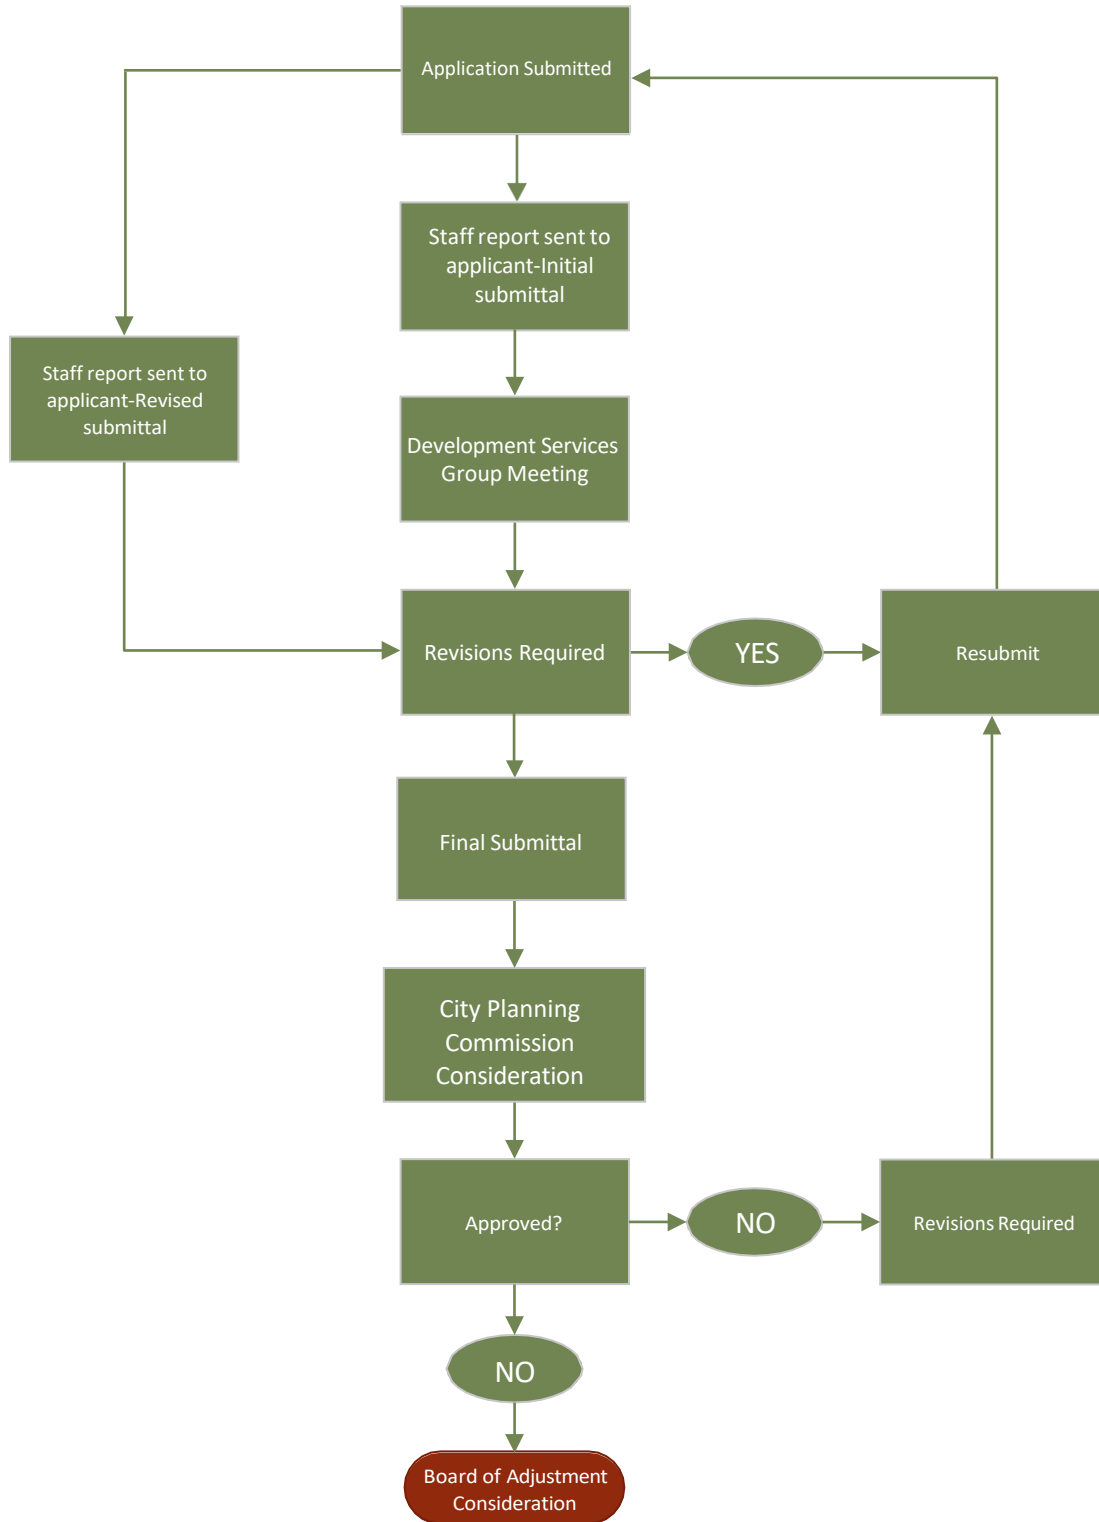 Application Submitted
Staff report sent to
applicant-Initial
submittal
Staff report sent to
applicant-Revised
submittal
Development Services
Group Meeting
Revisions Required
YES
Resubmit
Final Submittal
City Planning
Commission
Consideration
Approved?
NO
Revisions Required
NO
Board of Adjustment
Consideration